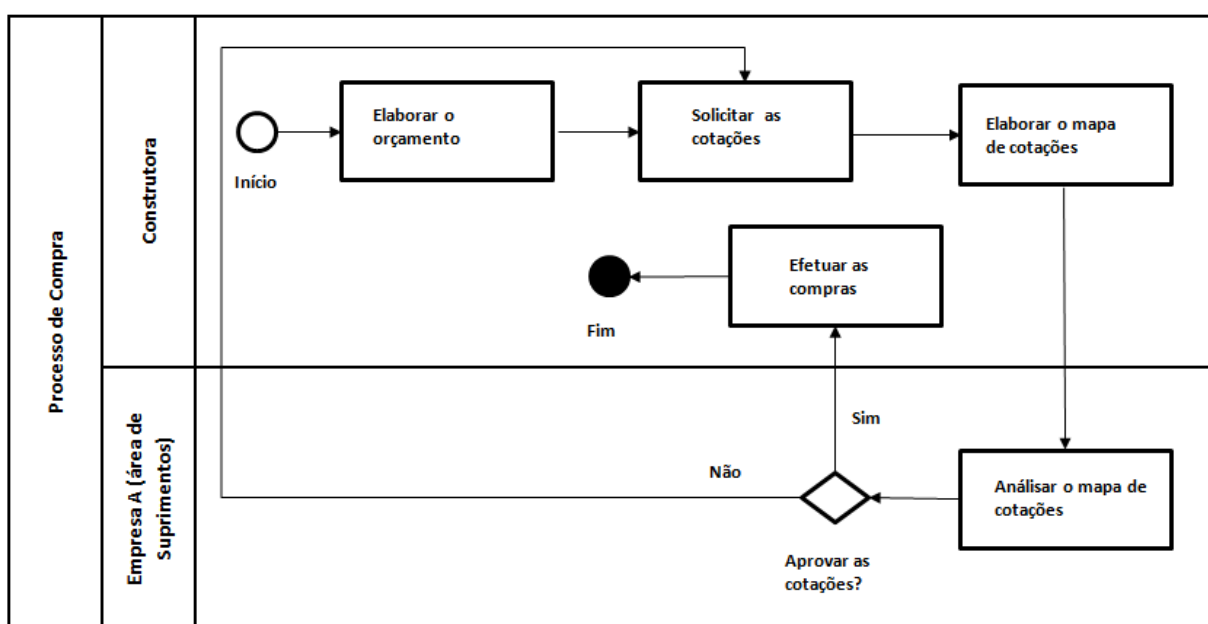 Processo de Compra
Construtora
Início
Elaborar o
orçamento
Solicitar as
cotações
Elaborar o mapa
de cotações
Efetuar as
compras
Fim
Empresa A (área de
Suprimentos)
Sim
Não
Análisar o mapa de
cotações
Aprovar as
cotações?